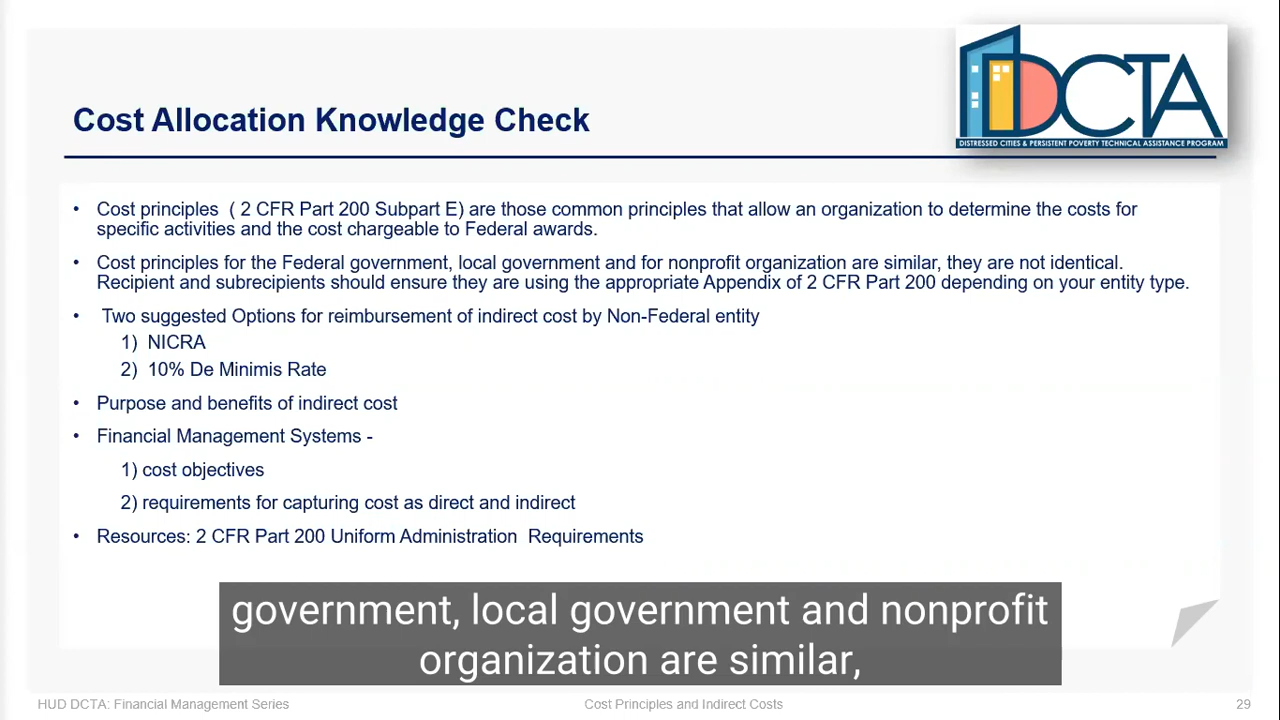 DCTA
DISTRESSED CITIES & PERSISTENT POVERTY TECHNICAL ASSISTANCE PROGRAM
Cost Allocation Knowledge Check
• Cost principles ( 2 CFR Part 200 Subpart E) are those common principles that allow an organization to determine the costs for
specific activities and the cost chargeable to Federal awards.
• Cost principles for the Federal government, local government and for nonprofit organization are similar, they are not identical.
Recipient and subrecipients should ensure they are using the appropriate Appendix of 2 CFR Part 200 depending on your entity type.
• Two suggested Options for reimbursement of indirect cost by Non-Federal entity
1) NICRA
2) 10% De Minimis Rate
• Purpose and benefits of indirect cost
• Financial Management Systems -
1) cost objectives
2) requirements for capturing cost as direct and indirect
• Resources: 2 CFR Part 200 Uniform Administration Requirements
government, local government and nonprofit
organization are similar,
HUD DCTA: Financial Management Series
Cost Principles and Indirect Costs
29